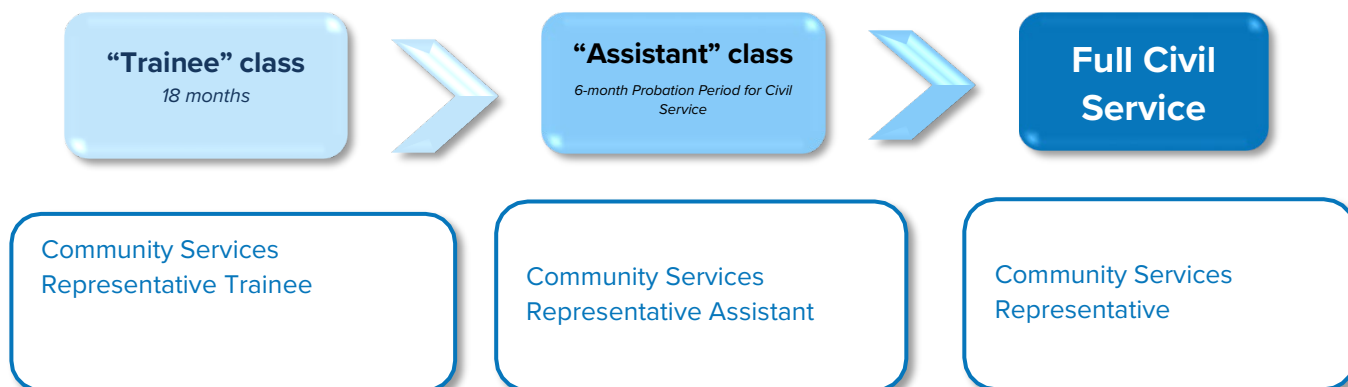 “Trainee” class
18 months
“Assistant” class
6-month Probation Period for Civil
Service
Full Civil
Service
Community Services
Representative Trainee
Community Services
Representative Assistant
Community Services
Representative